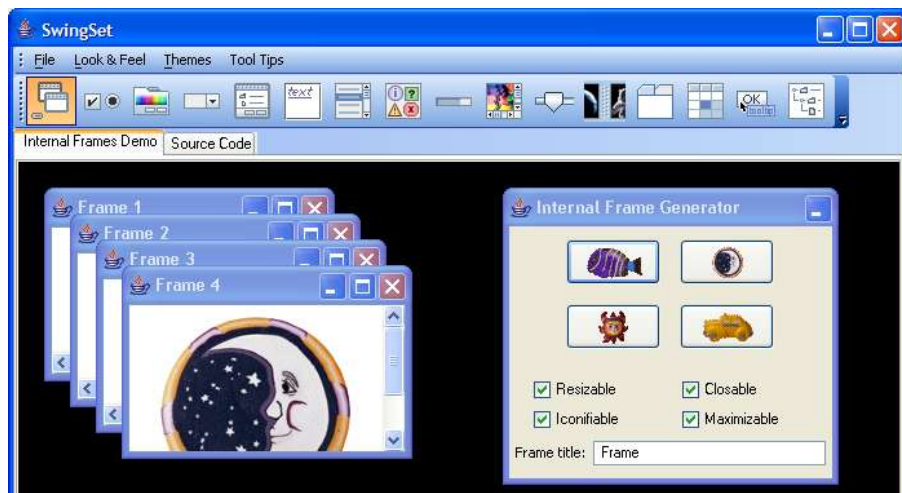 SwingSet
File Look & Feel Themes Tool Tips
text
OK
Tooltip
Internal Frames Demo Source Code
Frame 1
Frame 2
Frame 3
Frame 4
Internal Frame Generator
Resizable Closable
Iconifiable Maximizable
Frame title: Frame